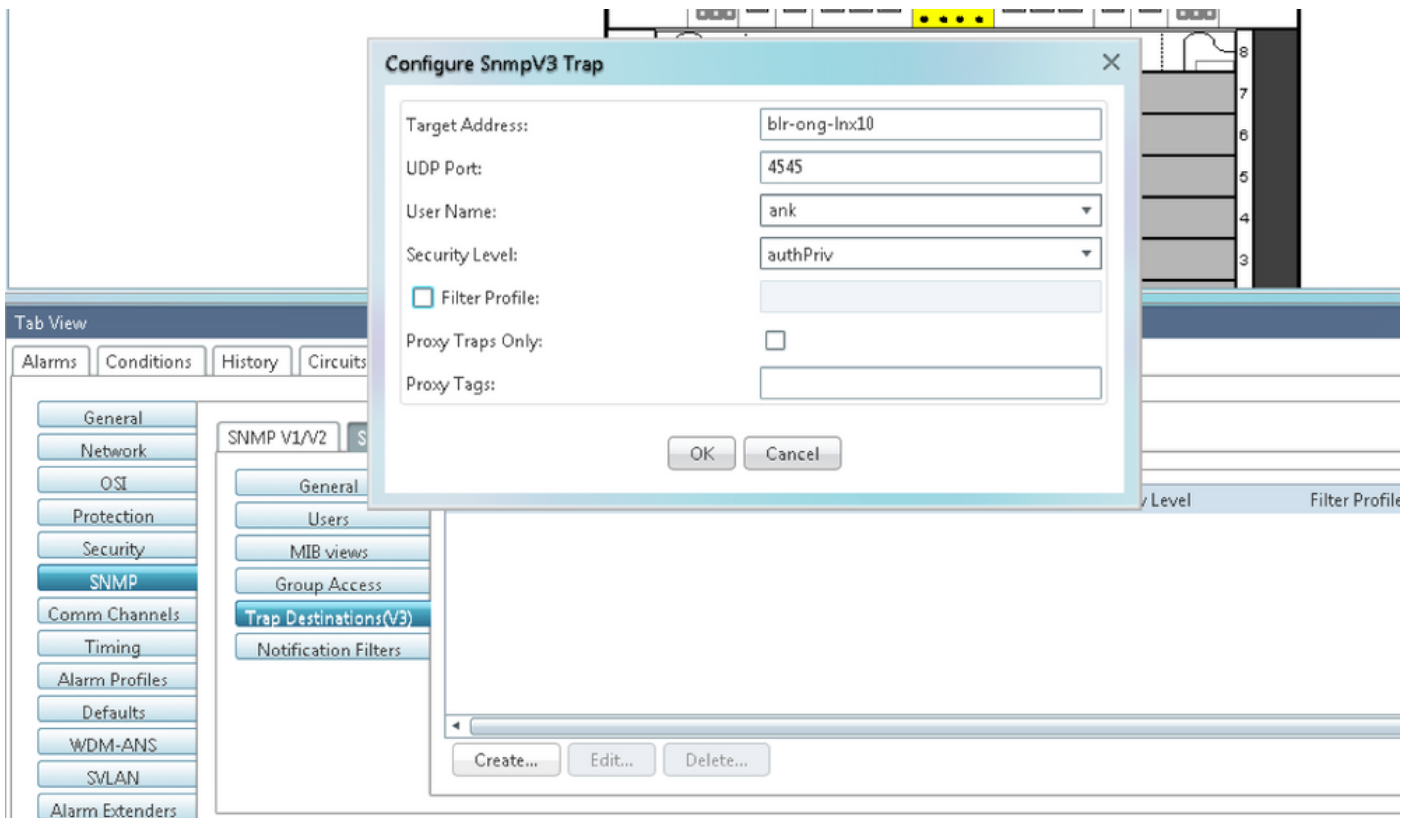 8
Configure SnmpV3 Trap
7
Target Address: blr-ong-lnx10
6
UDP Port: 4545
5
User Name: ank
4
Security Level: authPriv
3
Filter Profile:
Tab View
Proxy Traps Only:
Alarms Conditions History Circuits
Proxy Tags:
General
SNMP V1/V2 S
Network
OK Cancel
OSI
General
y Level Filter Profile
Protection
Users
Security
MIB views
SNMP
Group Access
Comm Channels
Trap Destinations(V3)
Timing
Notification Filters
Alarm Profiles
Defaults
WDM-ANS
Create... Edit... Delete...
SVLAN
Alarm Extenders